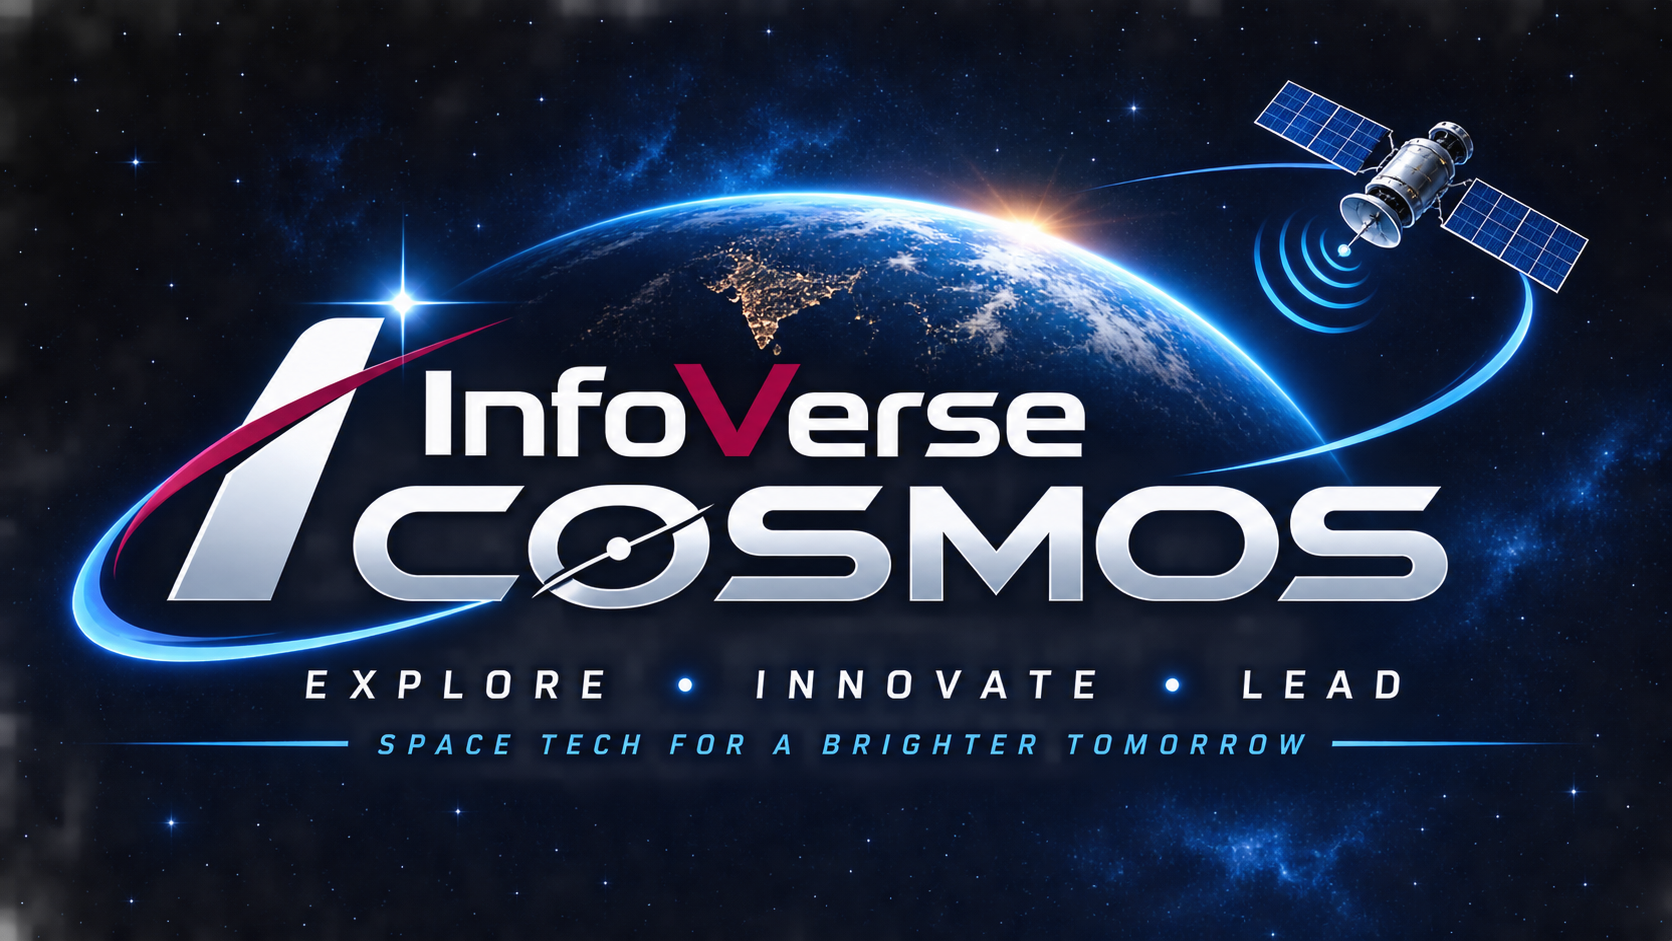 InfoVerse
COSMOS
EXPLORE • INNOVATE • LEAD
SPACE TECH FOR A BRIGHTER TOMORROW